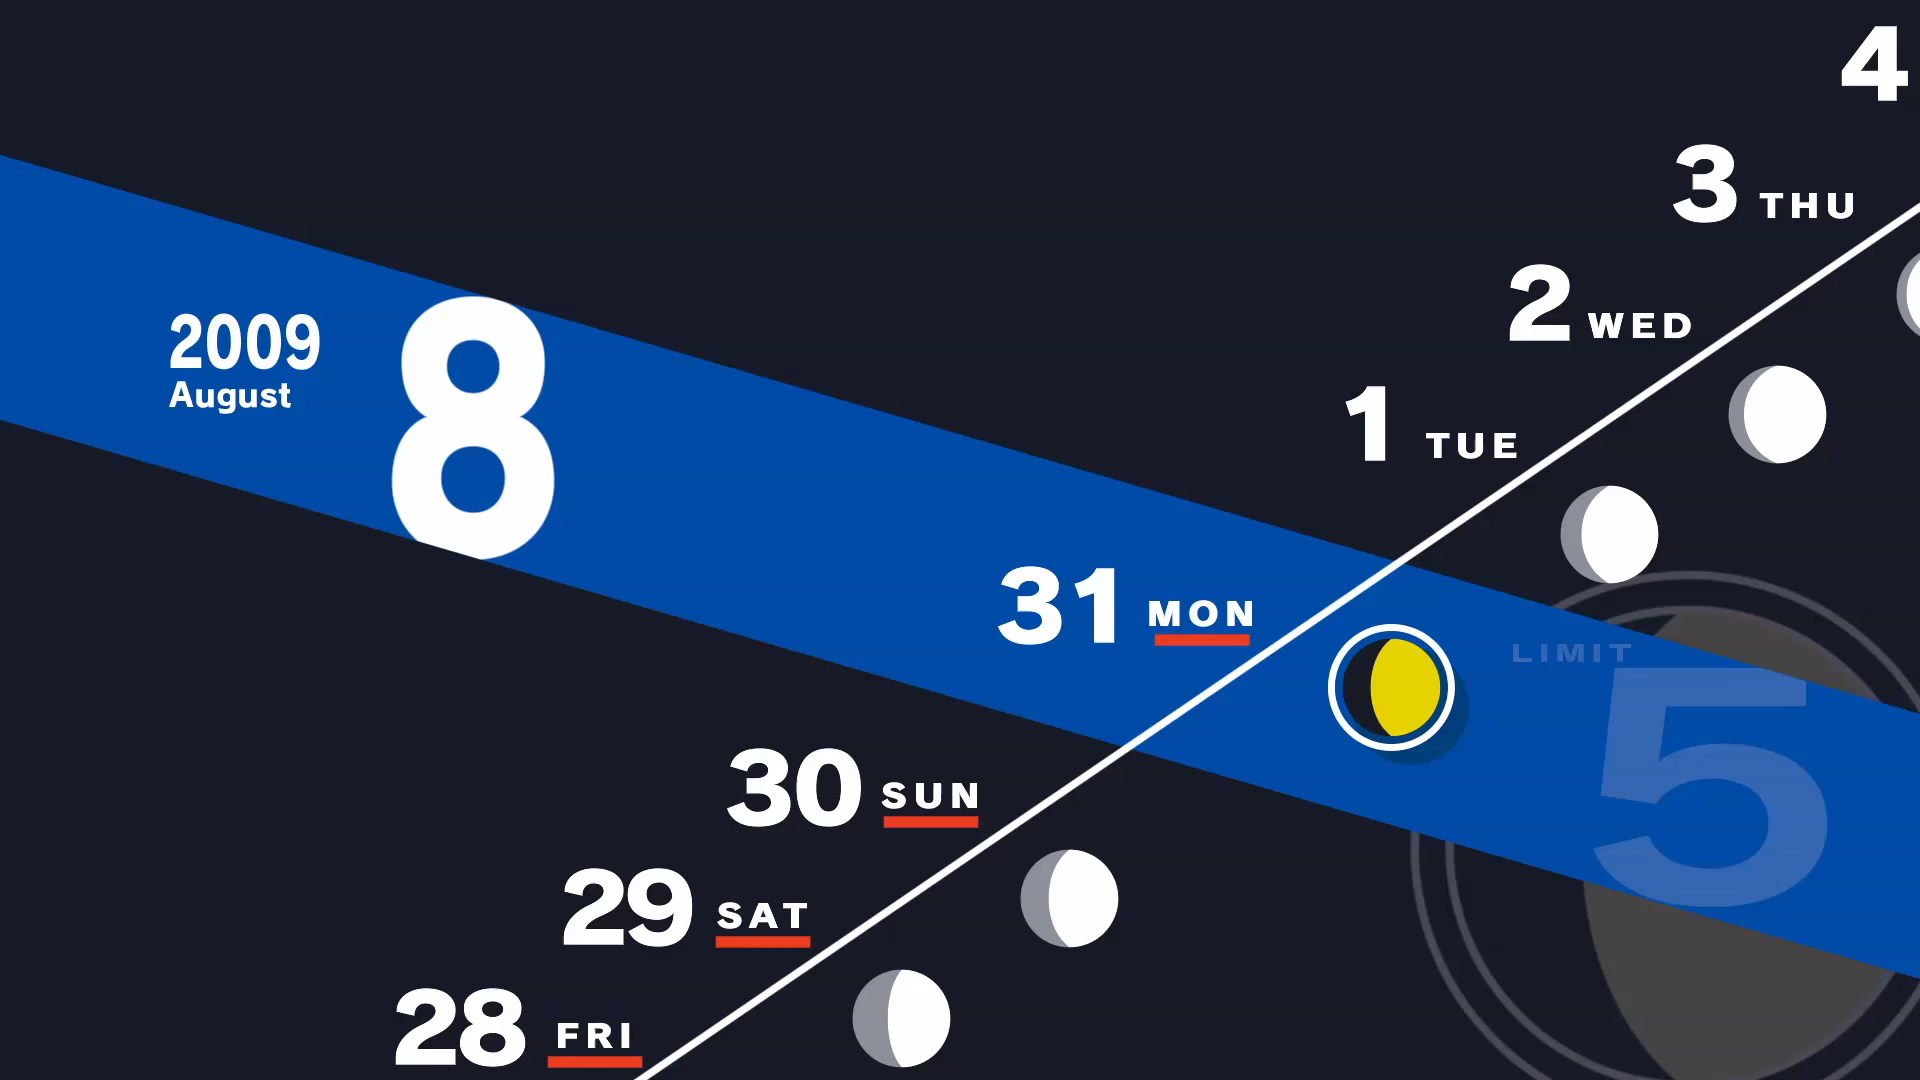 4
3 THU
2 WED
1 TUE
2009
August
8
31 MON
LIMIT
5
30 SUN
29 SAT
28 FRI